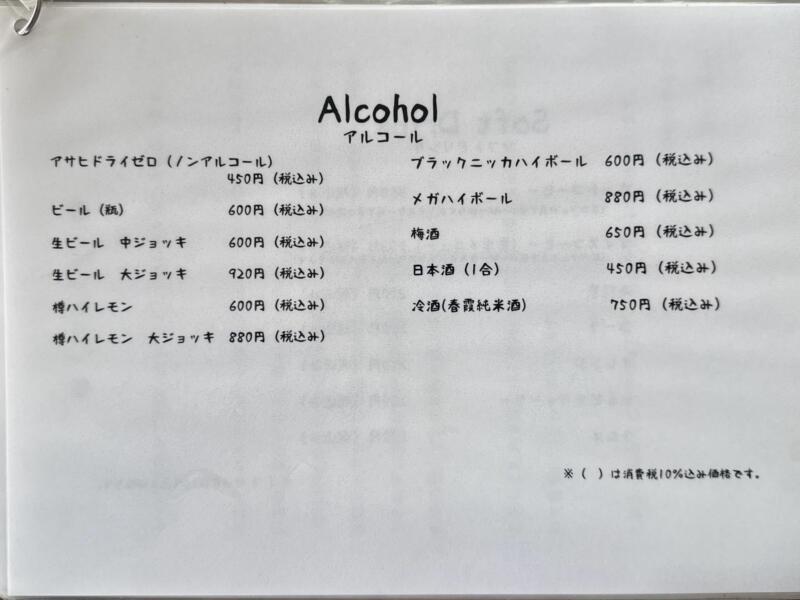 Alcohol
アルコール
アサヒドライゼロ (ノンアルコール)
450円 (税込み)
ビール (瓶) 600円 (税込み)
生ビール 中ジョッキ 600円 (税込み)
生ビール 大ジョッキ 920円 (税込み)
樽ハイレモン 600円 (税込み)
樽ハイレモン 大ジョッキ 880円 (税込み)
ブラックニッカハイボール 600円 (税込み)
メガハイボール 880円 (税込み)
梅酒 650円 (税込み)
日本酒 (1合) 450円 (税込み)
冷酒(春霞純米酒) 750円 (税込み)
※ ( ) は消費税10%込み価格です。